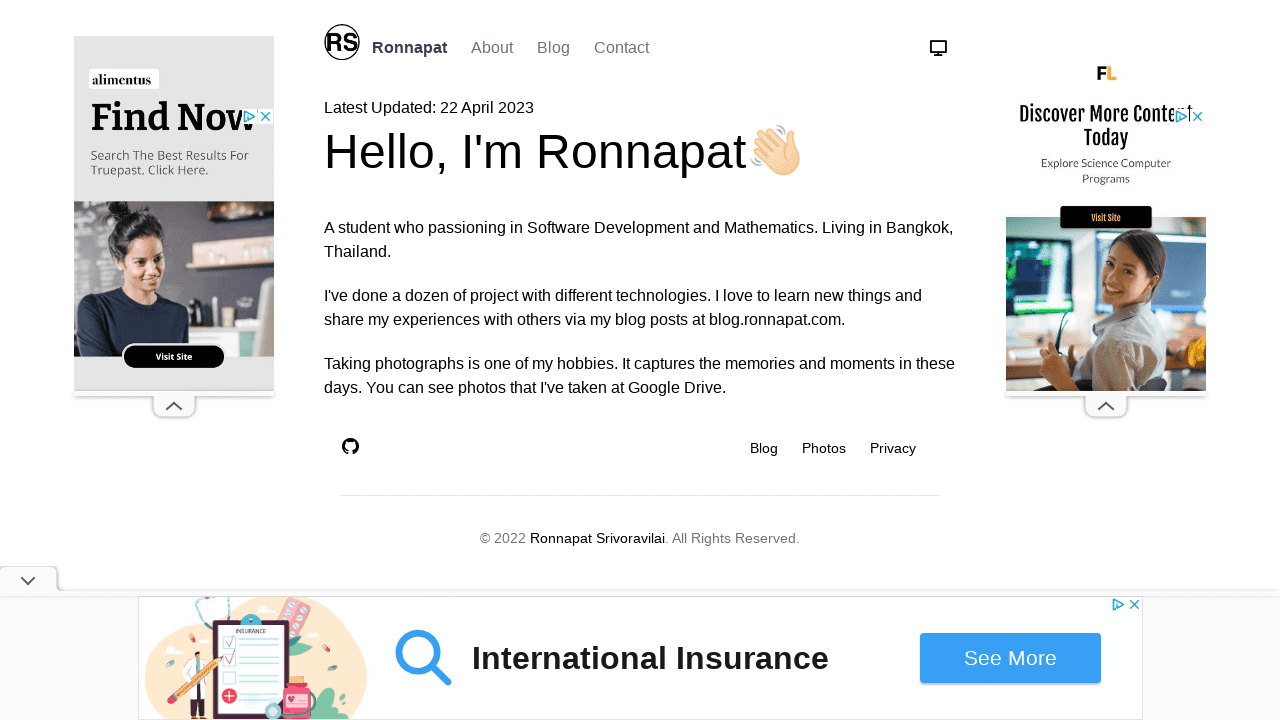 RS
Ronnapat
About
Blog
Contact
Latest Updated: 22 April 2023
Hello, I'm Ronnapat👋🏻
A student who passioning in Software Development and Mathematics. Living in Bangkok,
Thailand.
I've done a dozen of project with different technologies. I love to learn new things and
share my experiences with others via my blog posts at blog.ronnapat.com.
Taking photographs is one of my hobbies. It captures the memories and moments in these
days. You can see photos that I've taken at Google Drive.
Blog
Photos
Privacy
© 2022 Ronnapat Srivoravilai. All Rights Reserved.
alimentus
Find Now
Search The Best Results For
Truepast. Click Here.
Visit Site
FL
Discover More Content
Today
Explore Science Computer
Programs
Visit Site
INSURANCE
International Insurance
See More